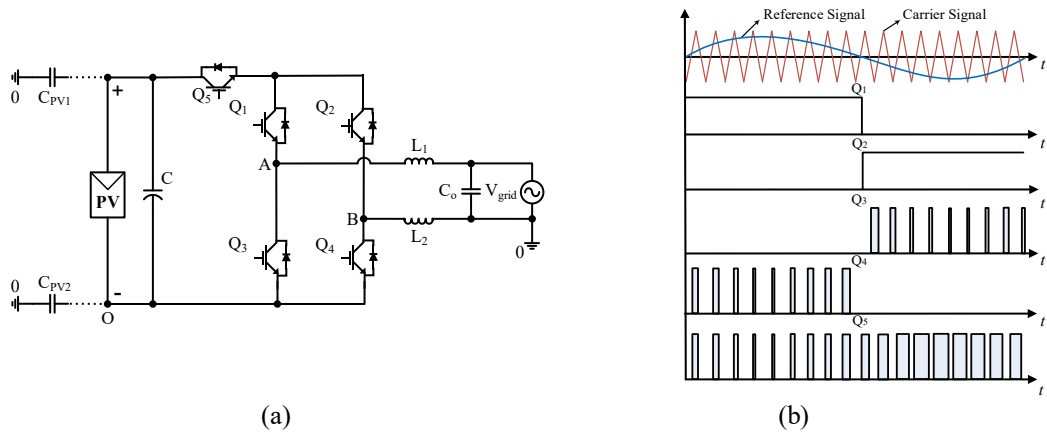 0
C_PV1
+
Q5
Q1
Q2
A
L1
PV
C
Co
Vgrid
B
L2
Q3
Q4
0
0
C_PV2
-
O
(a)
Reference Signal
Carrier Signal
t
Q1
t
Q2
t
Q3
t
Q4
t
Q5
t
(b)